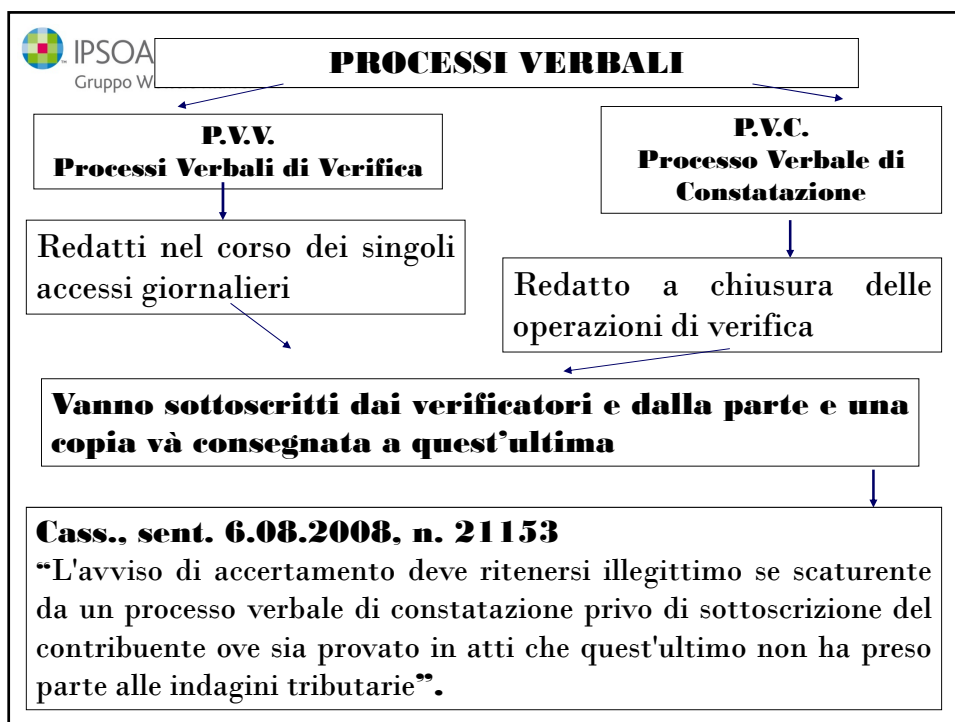 IPSOA
Gruppo W
PROCESSI VERBALI
P.V.V.
Processi Verbali di Verifica
P.V.C.
Processo Verbale di
Constatazione
Redatti nel corso dei singoli
accessi giornalieri
Redatto a chiusura delle
operazioni di verifica
Vanno sottoscritti dai verificatori e dalla parte e una
copia và consegnata a quest’ultima
Cass., sent. 6.08.2008, n. 21153
“L'avviso di accertamento deve ritenersi illegittimo se scaturente
da un processo verbale di constatazione privo di sottoscrizione del
contribuente ove sia provato in atti che quest'ultimo non ha preso
parte alle indagini tributarie”.